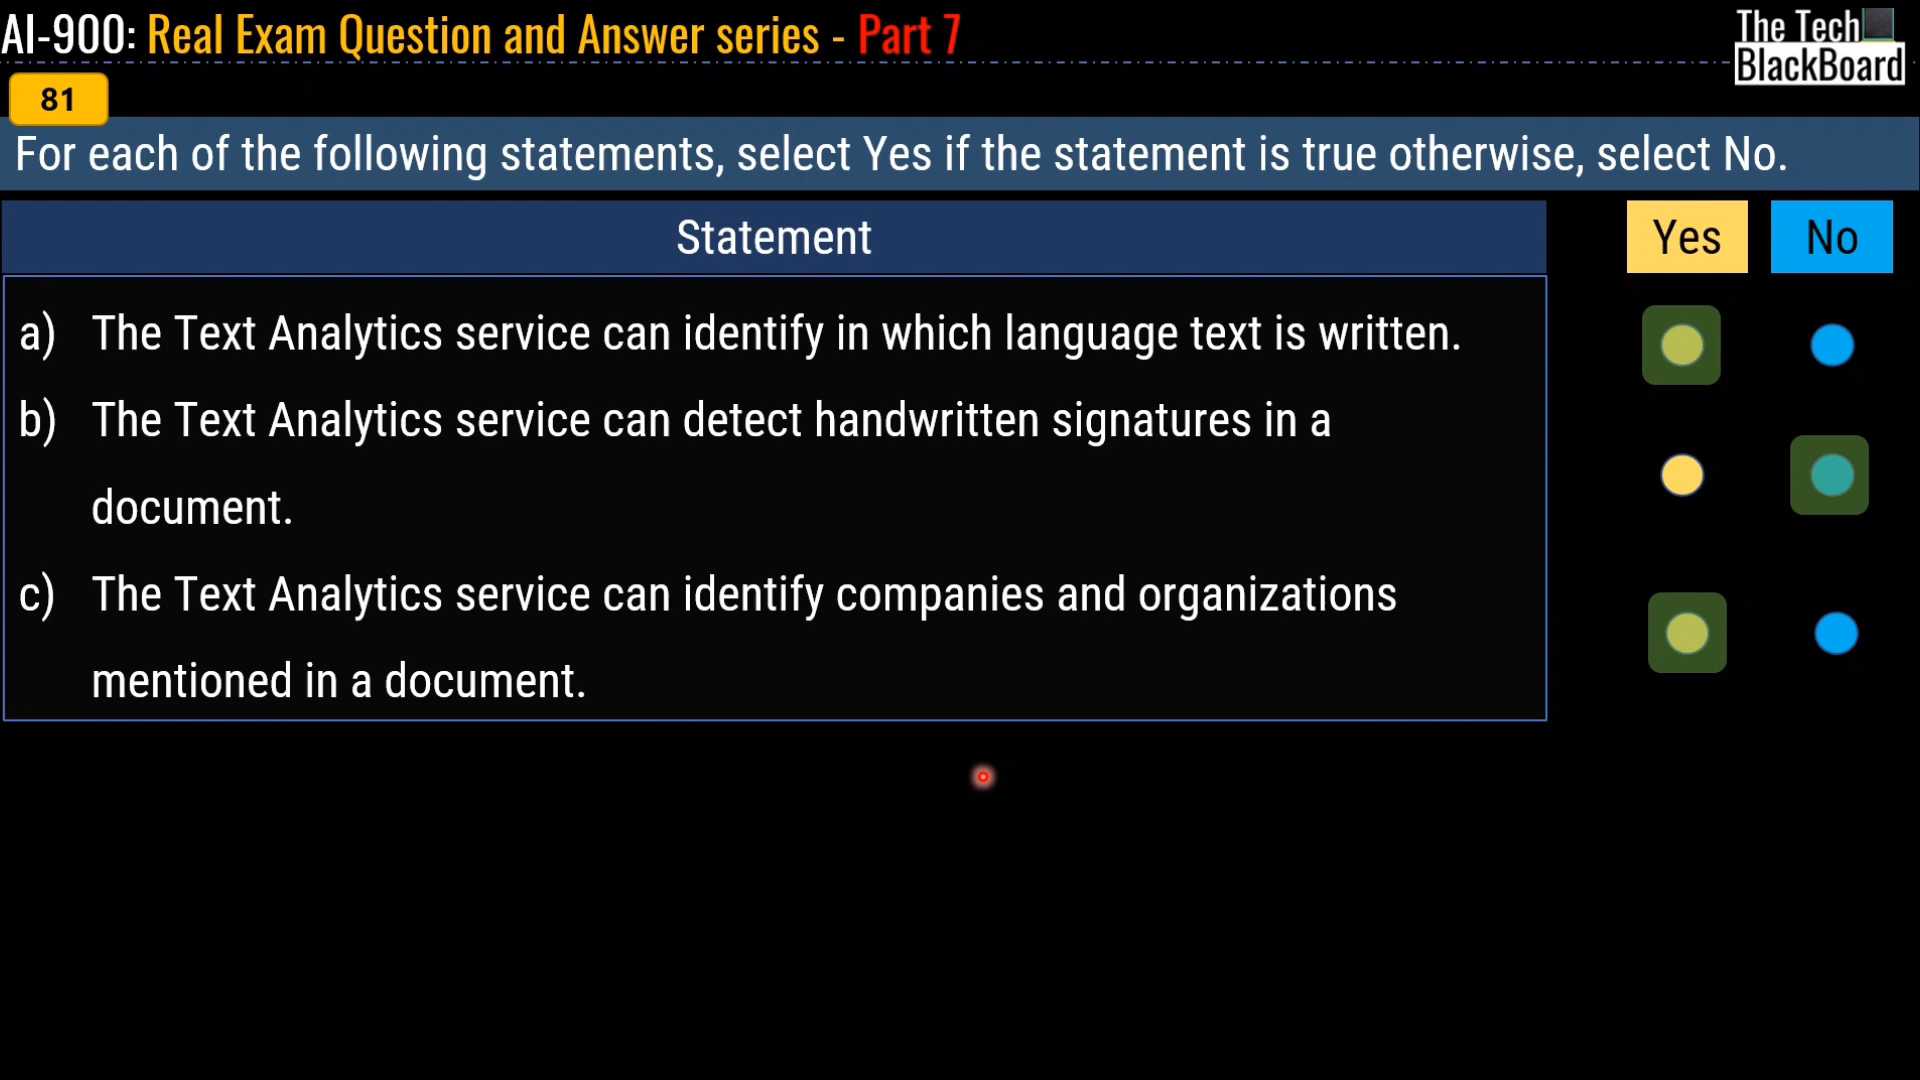 AI-900: Real Exam Question and Answer series - Part 7
The Tech
BlackBoard
81
For each of the following statements, select Yes if the statement is true otherwise, select No.
Statement
Yes
No
a) The Text Analytics service can identify in which language text is written.
b) The Text Analytics service can detect handwritten signatures in a
document.
c) The Text Analytics service can identify companies and organizations
mentioned in a document.